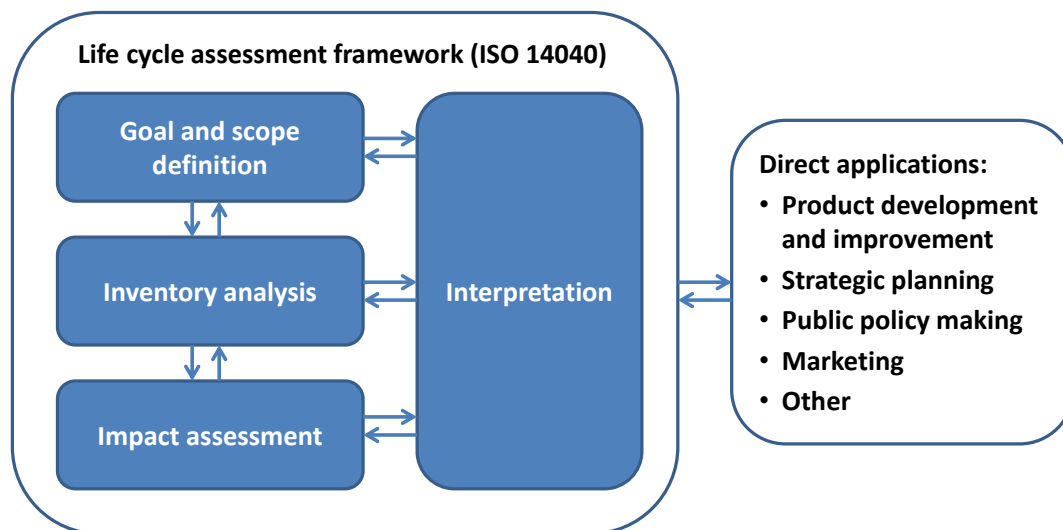 Life cycle assessment framework (ISO 14040)
Goal and scope
definition
Inventory analysis
Impact assessment
Interpretation
Direct applications:
• Product development
and improvement
• Strategic planning
• Public policy making
• Marketing
• Other